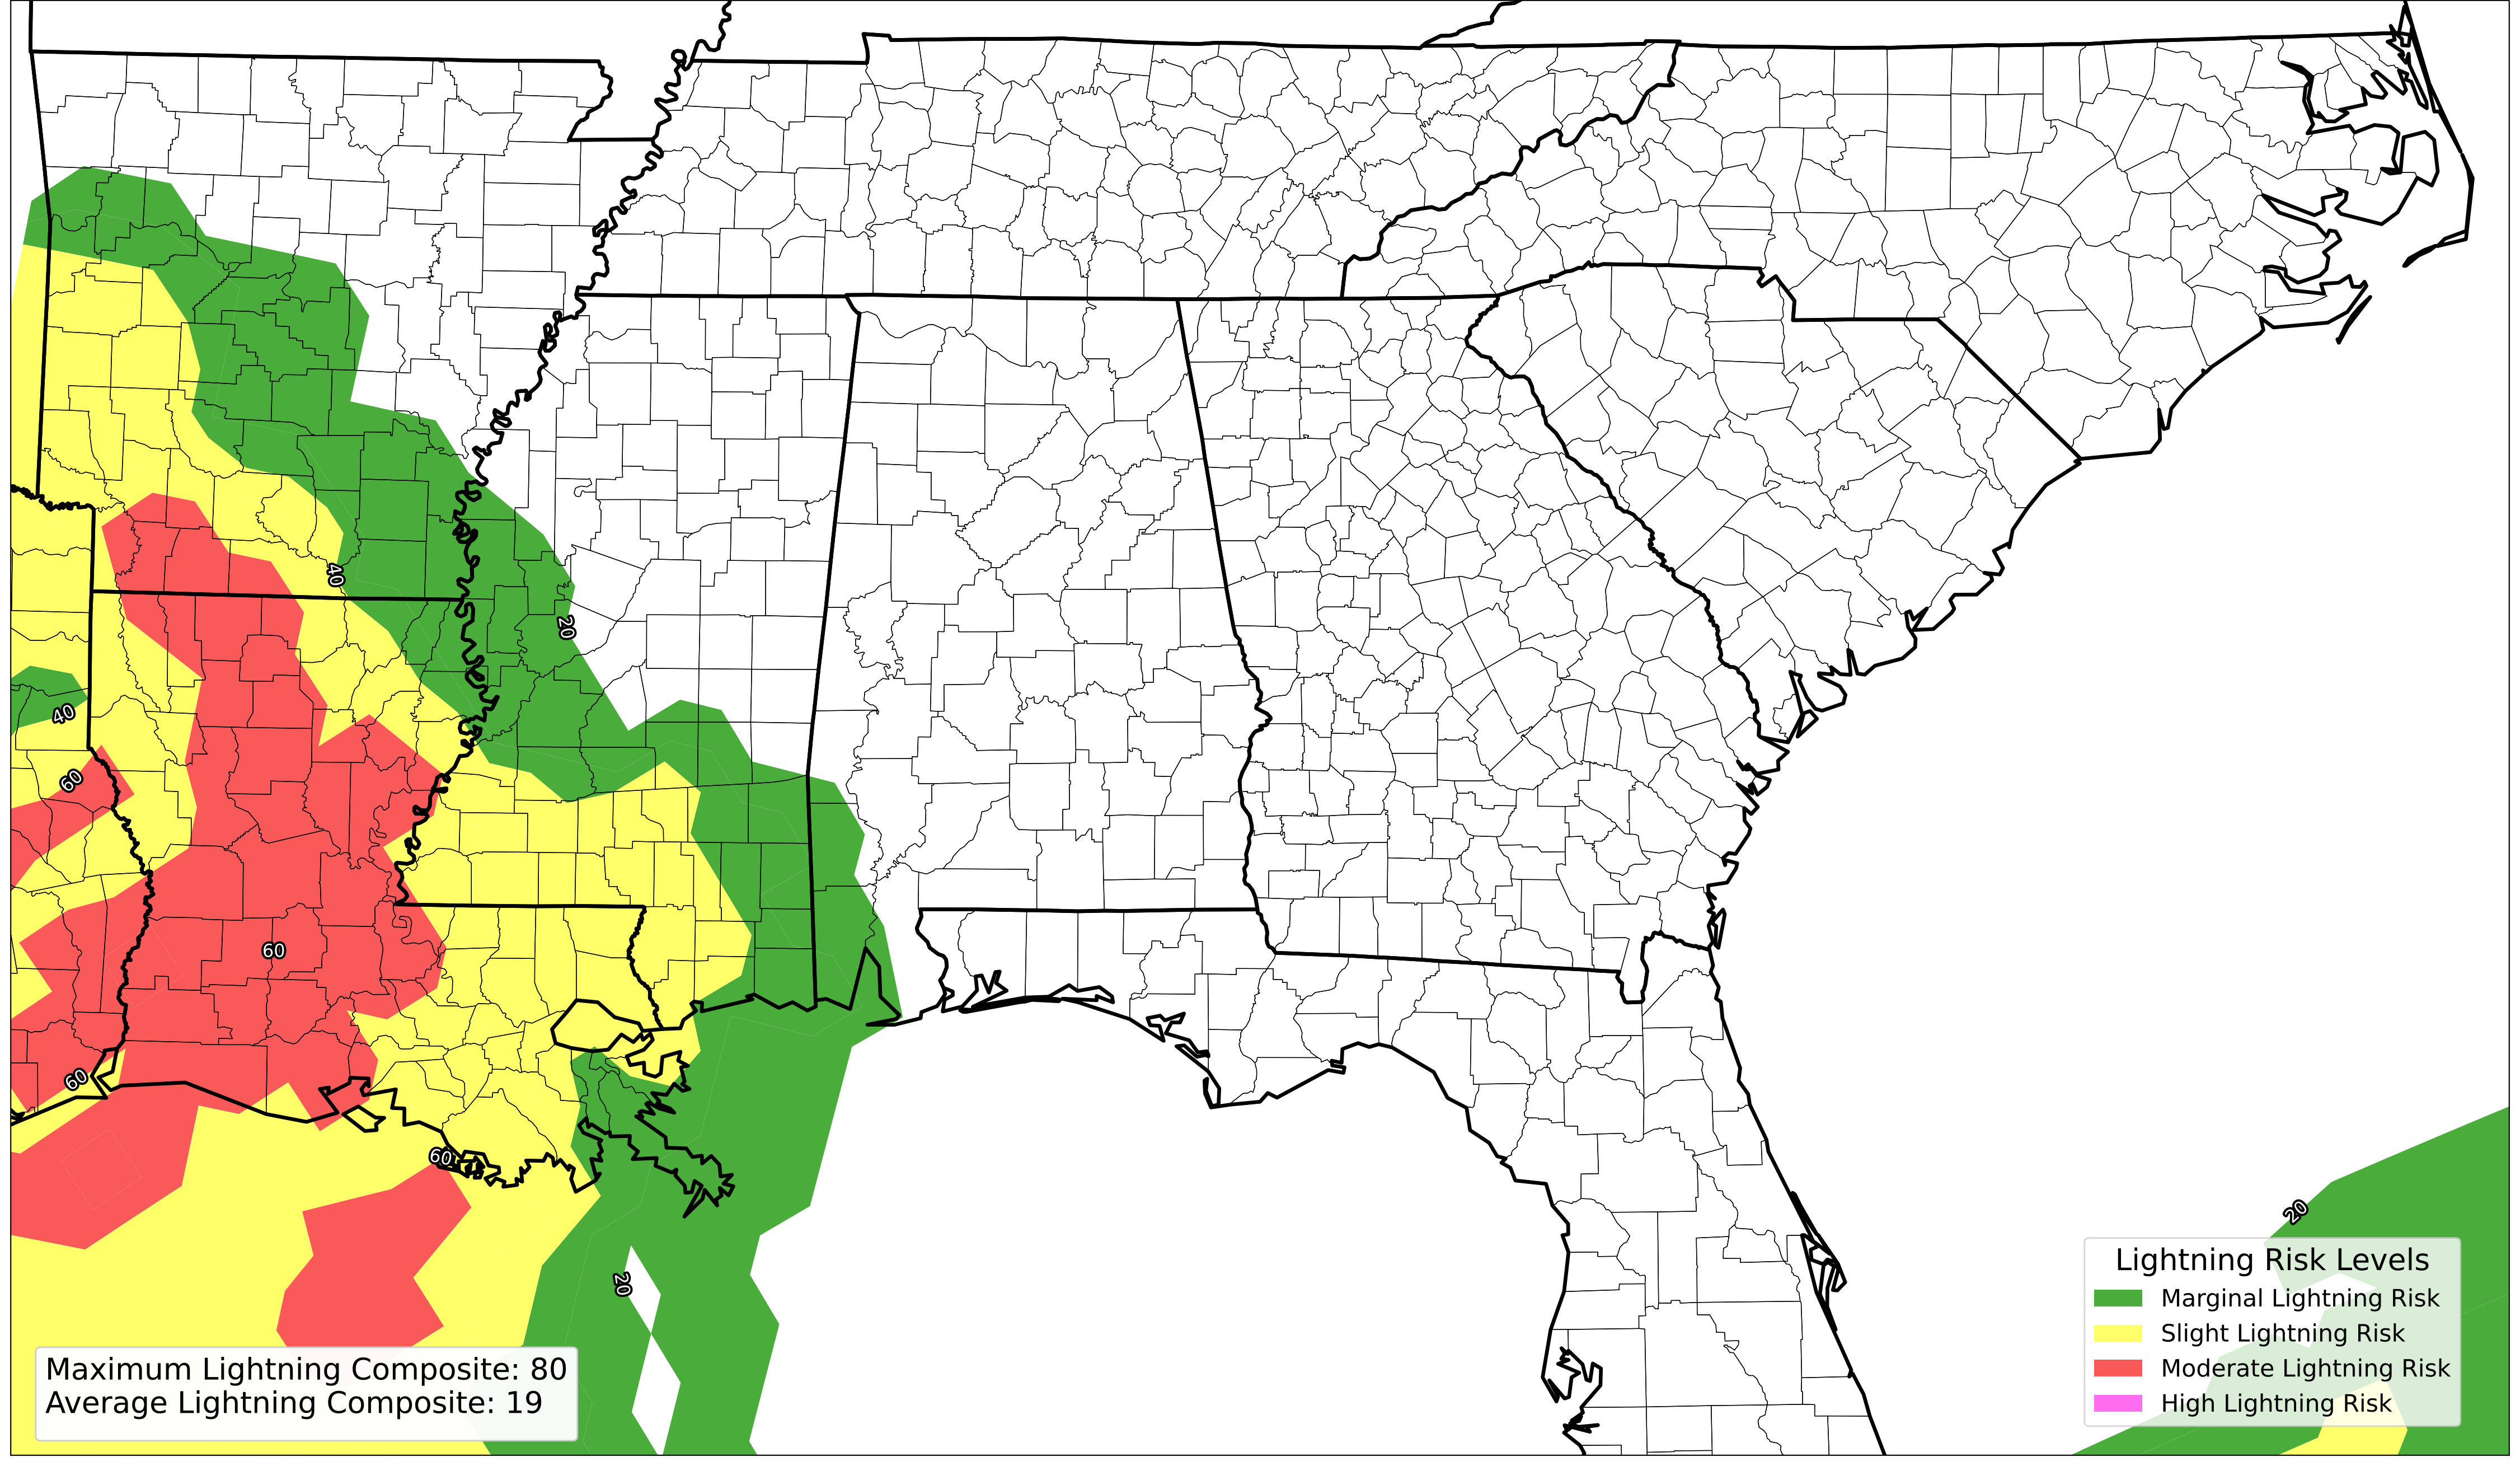 40
20
40
60
60
60
60
20
20
Maximum Lightning Composite: 80
Average Lightning Composite: 19
Lightning Risk Levels
Marginal Lightning Risk
Slight Lightning Risk
Moderate Lightning Risk
High Lightning Risk